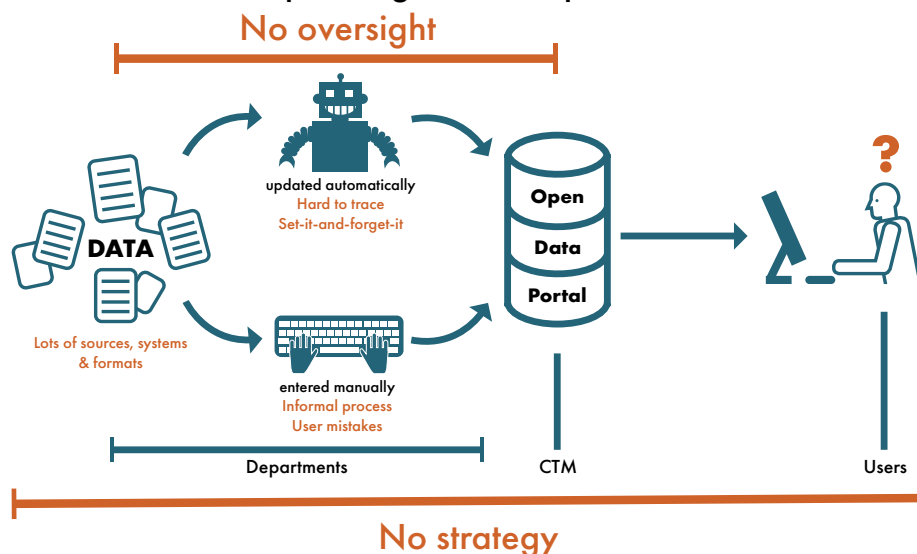 No oversight
updated automatically
Hard to trace
Set-it-and-forget-it
DATA
Lots of sources, systems
& formats
entered manually
Informal process
User mistakes
Open
Data
Portal
?
Departments
CTM
Users
No strategy